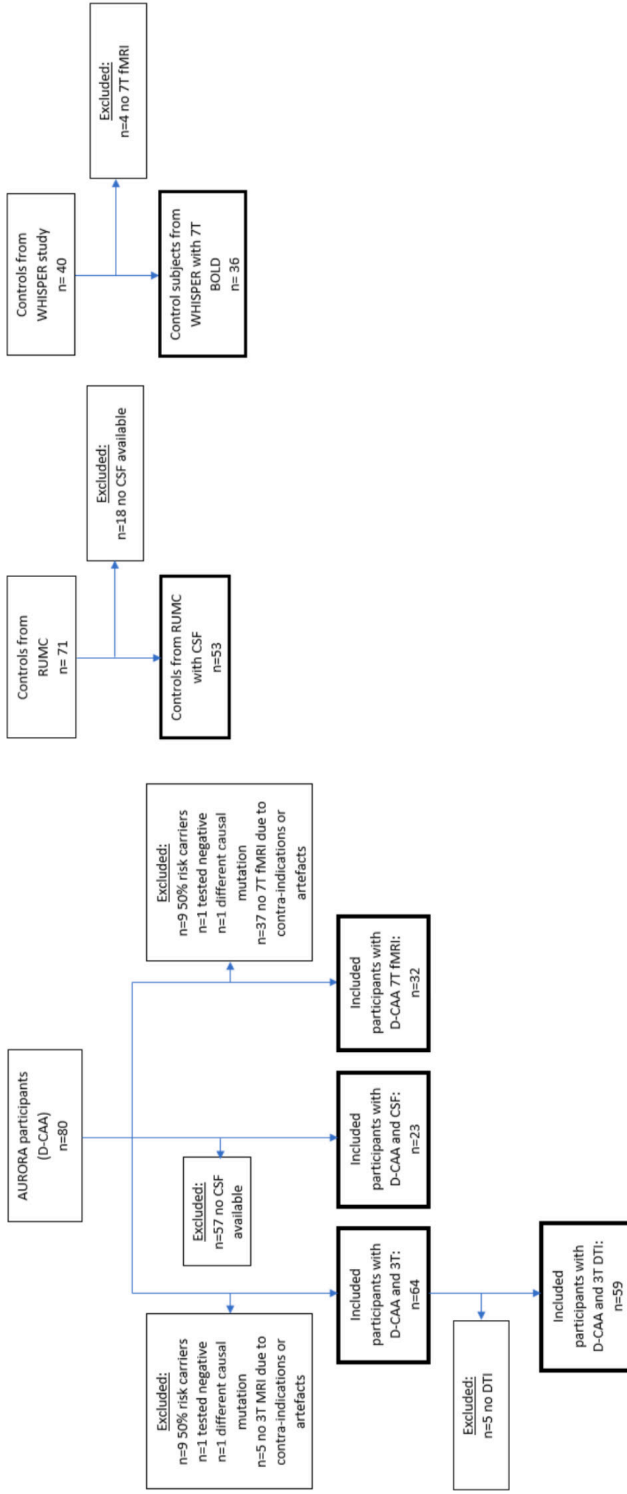 AURORA participants
(D-CAA)
n=80
Excluded:
n=9 50% risk carriers
n=1 tested negative
n=1 different causal
mutation
n=5 no 3T MRI due to
contra-indications or
artefacts
Excluded:
n=57 no CSF
available
Excluded:
n=9 50% risk carriers
n=1 tested negative
n=1 different causal
mutation
n=37 no 7T fMRI due to
contra-indications or
artefacts
Included
participants with
D-CAA and 3T:
n=64
Included
participants with
D-CAA and CSF:
n=23
Included
participants with
D-CAA 7T fMRI:
n=32
Excluded:
n=5 no DTI
Included
participants with
D-CAA and 3T DTI:
n=59
Controls from
RUMC
n= 71
Excluded:
n=18 no CSF available
Controls from RUMC
with CSF
n=53
Controls from
WHISPER study
n= 40
Excluded:
n=4 no 7T fMRI
Control subjects from
WHISPER with 7T
BOLD
n= 36